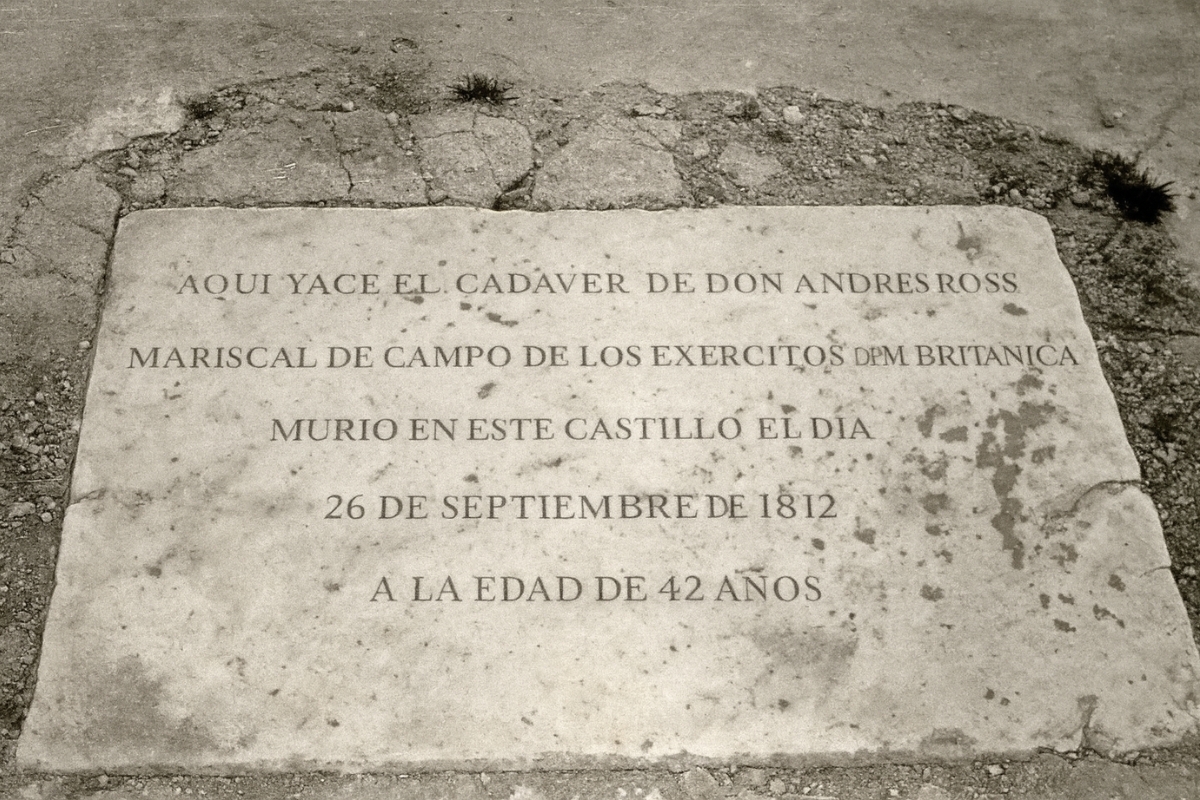 AQUI YACE EL CADAVER DE DON ANDRES ROSS
MARISCAL DE CAMPO DE LOS EXERCITOS DPM BRITANICA
MURIO EN ESTE CASTILLO EL DIA
26 DE SEPTIEMBRE DE 1812
A LA EDAD DE 42 AÑOS